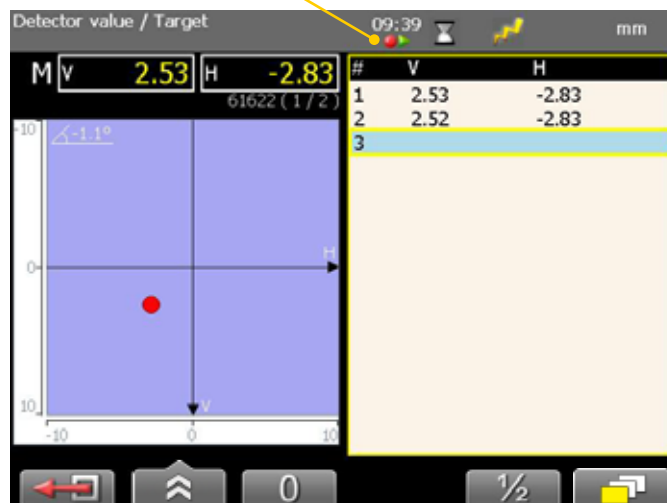 Detector value / Target 09:39 mm
M V 2.53 H -2.83
61622 ( 1 / 2 )
# V H
1 2.53 -2.83
2 2.52 -2.83
3
-10
-1.1°
H
0
10
V
-10 0 10
0 ½